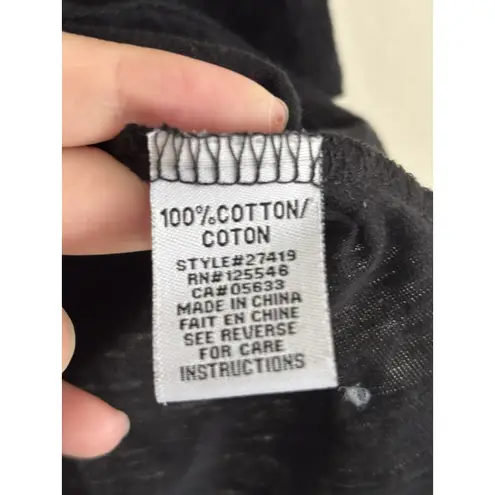 100%COTTON/
COTON
STYLE#27419
RN#125546
CA#05633
MADE IN CHINA
FAIT EN CHINE
SEE REVERSE
FOR CARE
INSTRUCTIONS